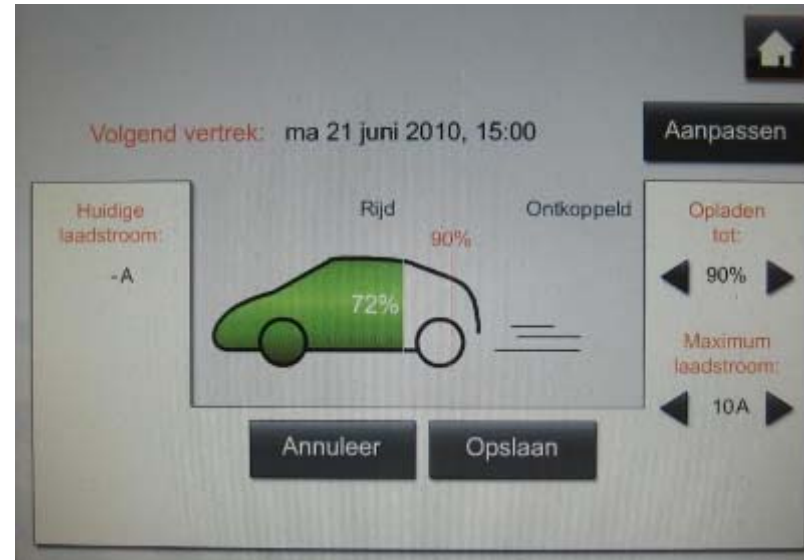 Volgend vertrek: ma 21 juni 2010, 15:00
Aanpassen
Huidige
laadstroom:
- A
Rijd
Ontkoppeld
90%
72%
Opladen
tot:
90%
Maximum
laadstroom:
10A
Annuleer
Opslaan